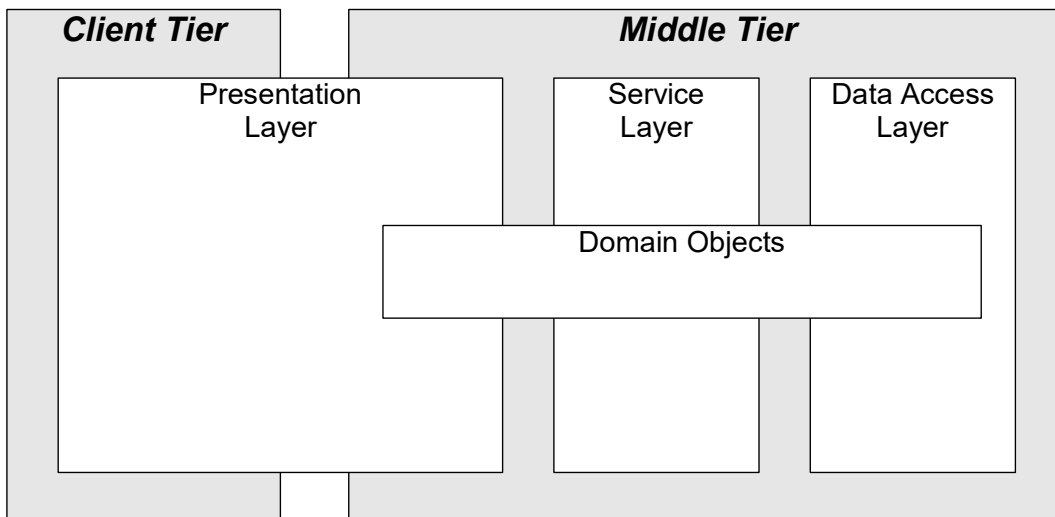 Client Tier
Middle Tier
Presentation
Layer
Service
Layer
Data Access
Layer
Domain Objects